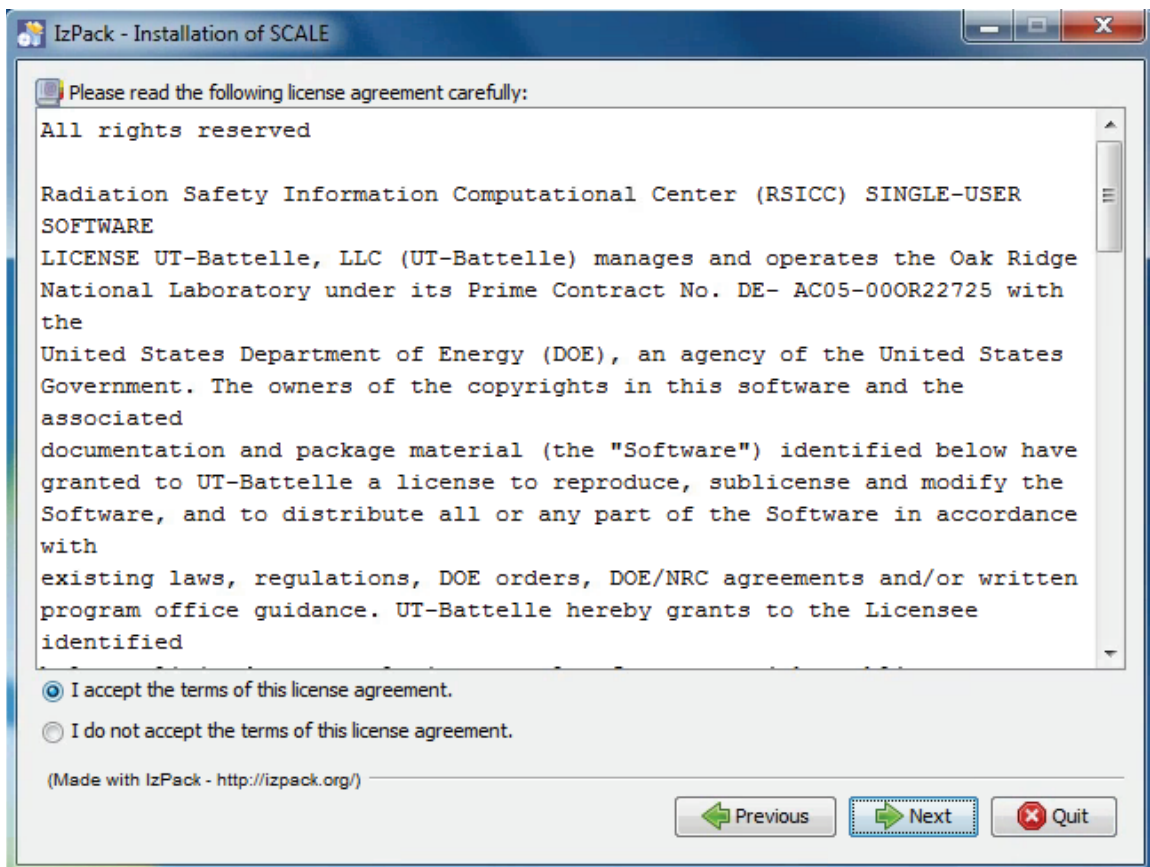 IzPack - Installation of SCALE
Please read the following license agreement carefully:
All rights reserved
Radiation Safety Information Computational Center (RSICC) SINGLE-USER
SOFTWARE
LICENSE UT-Battelle, LLC (UT-Battelle) manages and operates the Oak Ridge
National Laboratory under its Prime Contract No. DE- AC05-00OR22725 with
the
United States Department of Energy (DOE), an agency of the United States
Government. The owners of the copyrights in this software and the
associated
documentation and package material (the "Software") identified below have
granted to UT-Battelle a license to reproduce, sublicense and modify the
Software, and to distribute all or any part of the Software in accordance
with
existing laws, regulations, DOE orders, DOE/NRC agreements and/or written
program office guidance. UT-Battelle hereby grants to the Licensee
identified
I accept the terms of this license agreement.
I do not accept the terms of this license agreement.
(Made with IzPack - http://izpack.org/)
Previous
Next
Quit